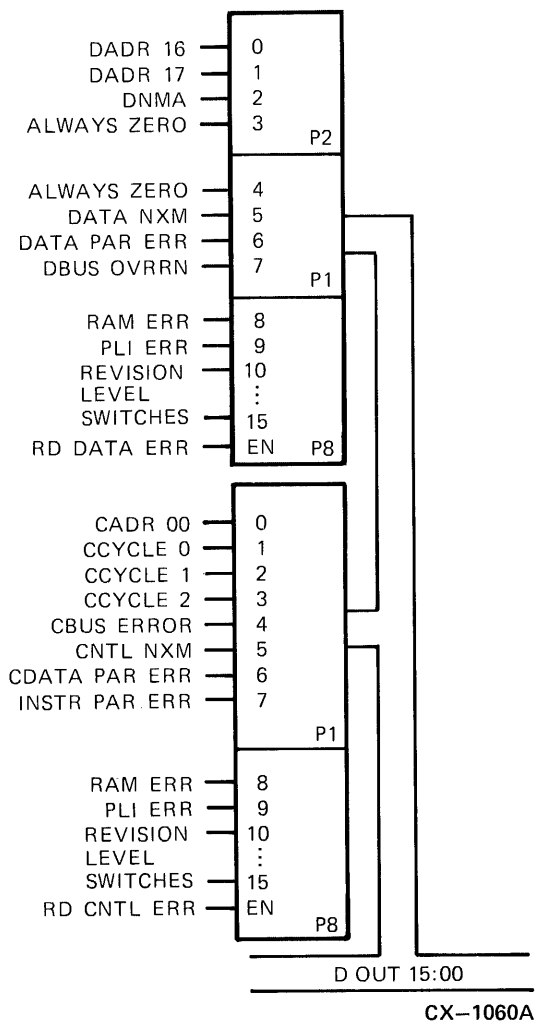 DADR 16 0
DADR 17 1
DNMA 2
ALWAYS ZERO 3
P2
ALWAYS ZERO 4
DATA NXM 5
DATA PAR ERR 6
DBUS OVRRN 7
P1
RAM ERR 8
PLI ERR 9
REVISION 10
LEVEL ⋮
SWITCHES 15
RD DATA ERR EN P8
CADR 00 0
CCYCLE 0 1
CCYCLE 1 2
CCYCLE 2 3
CBUS ERROR 4
CNTL NXM 5
CDATA PAR ERR 6
INSTR PAR ERR 7
P1
RAM ERR 8
PLI ERR 9
REVISION 10
LEVEL ⋮
SWITCHES 15
RD CNTL ERR EN
P8
D OUT 15:00
CX–1060A